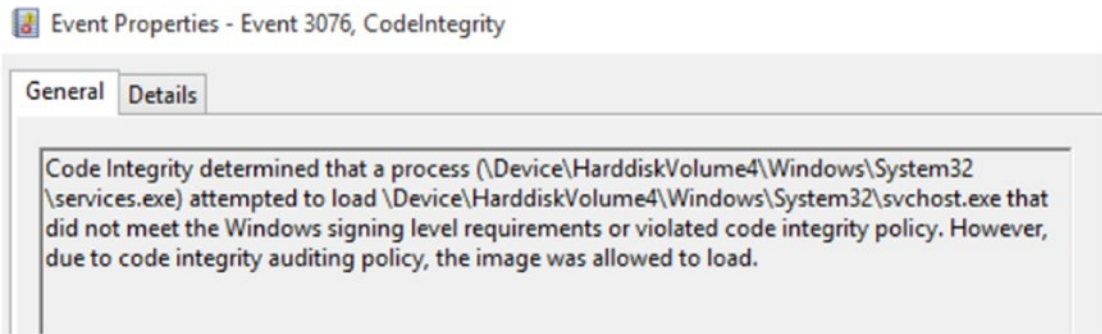 Event Properties - Event 3076, CodeIntegrity
General Details
Code Integrity determined that a process (\Device\HarddiskVolume4\Windows\System32
\services.exe) attempted to load \Device\HarddiskVolume4\Windows\System32\svchost.exe that
did not meet the Windows signing level requirements or violated code integrity policy. However,
due to code integrity auditing policy, the image was allowed to load.